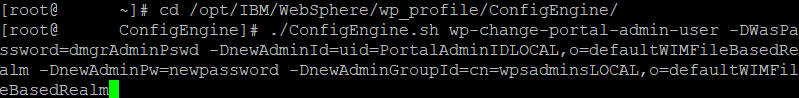 [root@ ~]# cd /opt/IBM/WebSphere/wp_profile/ConfigEngine/
[root@ ConfigEngine]# ./ConfigEngine.sh wp-change-portal-admin-user -DWasPa
ssword=dmgrAdminPswd -DnewAdminId=uid=PortalAdminIDLOCAL,o=defaultWIMFileBasedRe
alm -DnewAdminPw=newpassword -DnewAdminGroupId=cn=wpsadminsLOCAL,o=defaultWIMFil
eBasedRealm